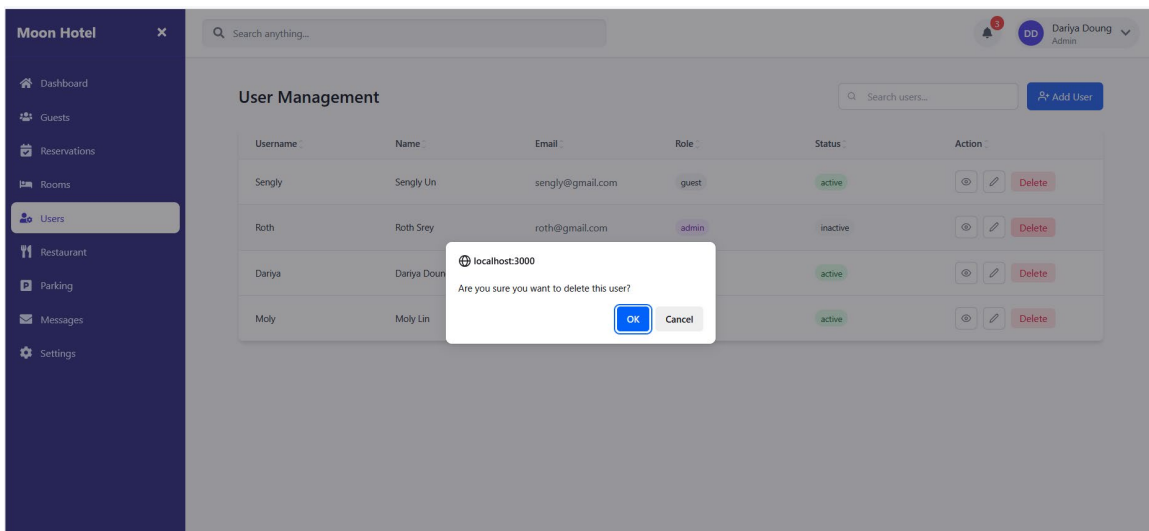 Moon Hotel
Search anything...
3
DD
Dariya Doung
Admin
Dashboard
Guests
Reservations
Rooms
Users
Restaurant
Parking
Messages
Settings
User Management
Search users...
Add User
Username Name Email Role Status Action
Sengly Sengly Un sengly@gmail.com guest active Delete
Roth Roth Srey roth@gmail.com admin inactive Delete
Dariya Dariya Doun active Delete
Moly Moly Lin active Delete
localhost:3000
Are you sure you want to delete this user?
OK Cancel